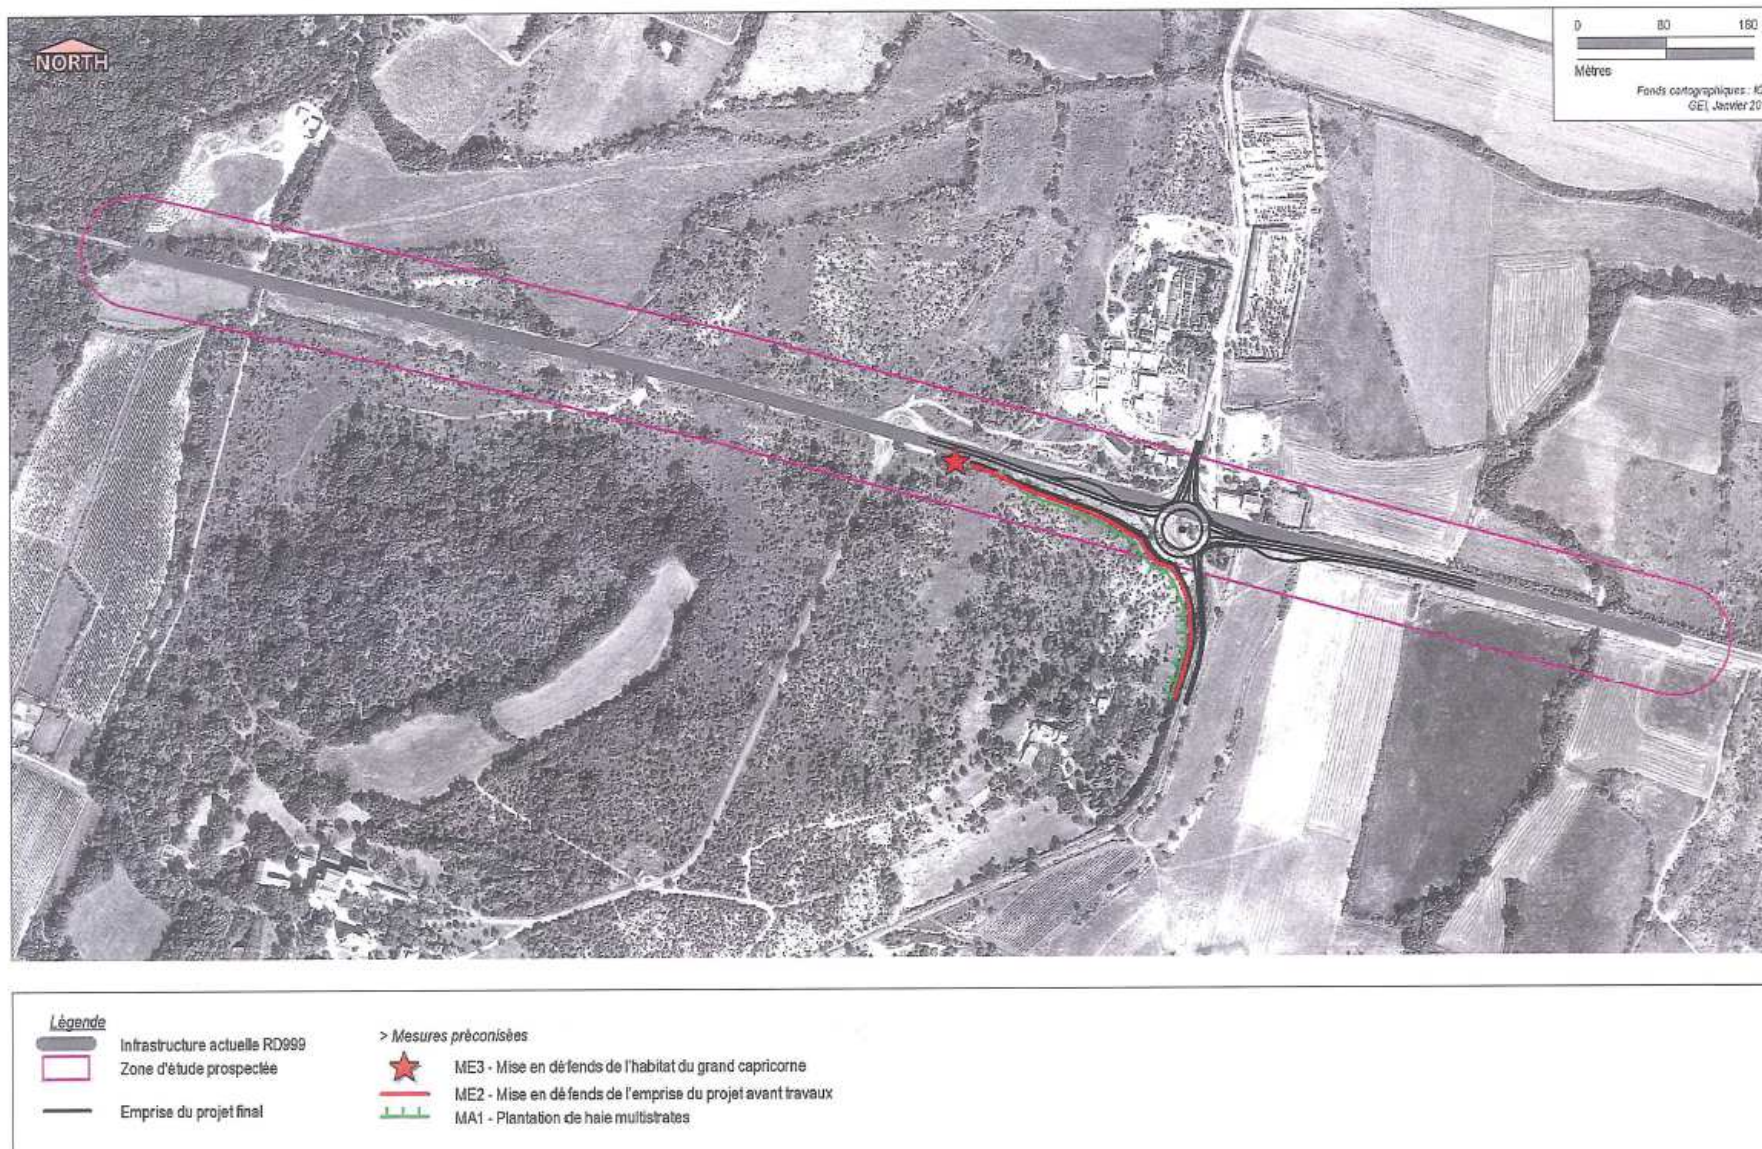 NORTH
0 80 160
Mètres
Fonds cartographiques :
GEI, Janvier 20
Légende
Infrastructure actuelle RD999
Zone d'étude prospectée
Emprise du projet final
> Mesures préconisées
ME3 - Mise en défends de l'habitat du grand capricorne
ME2 - Mise en défends de l'emprise du projet avant travaux
MA1 - Plantation de haie multistrates